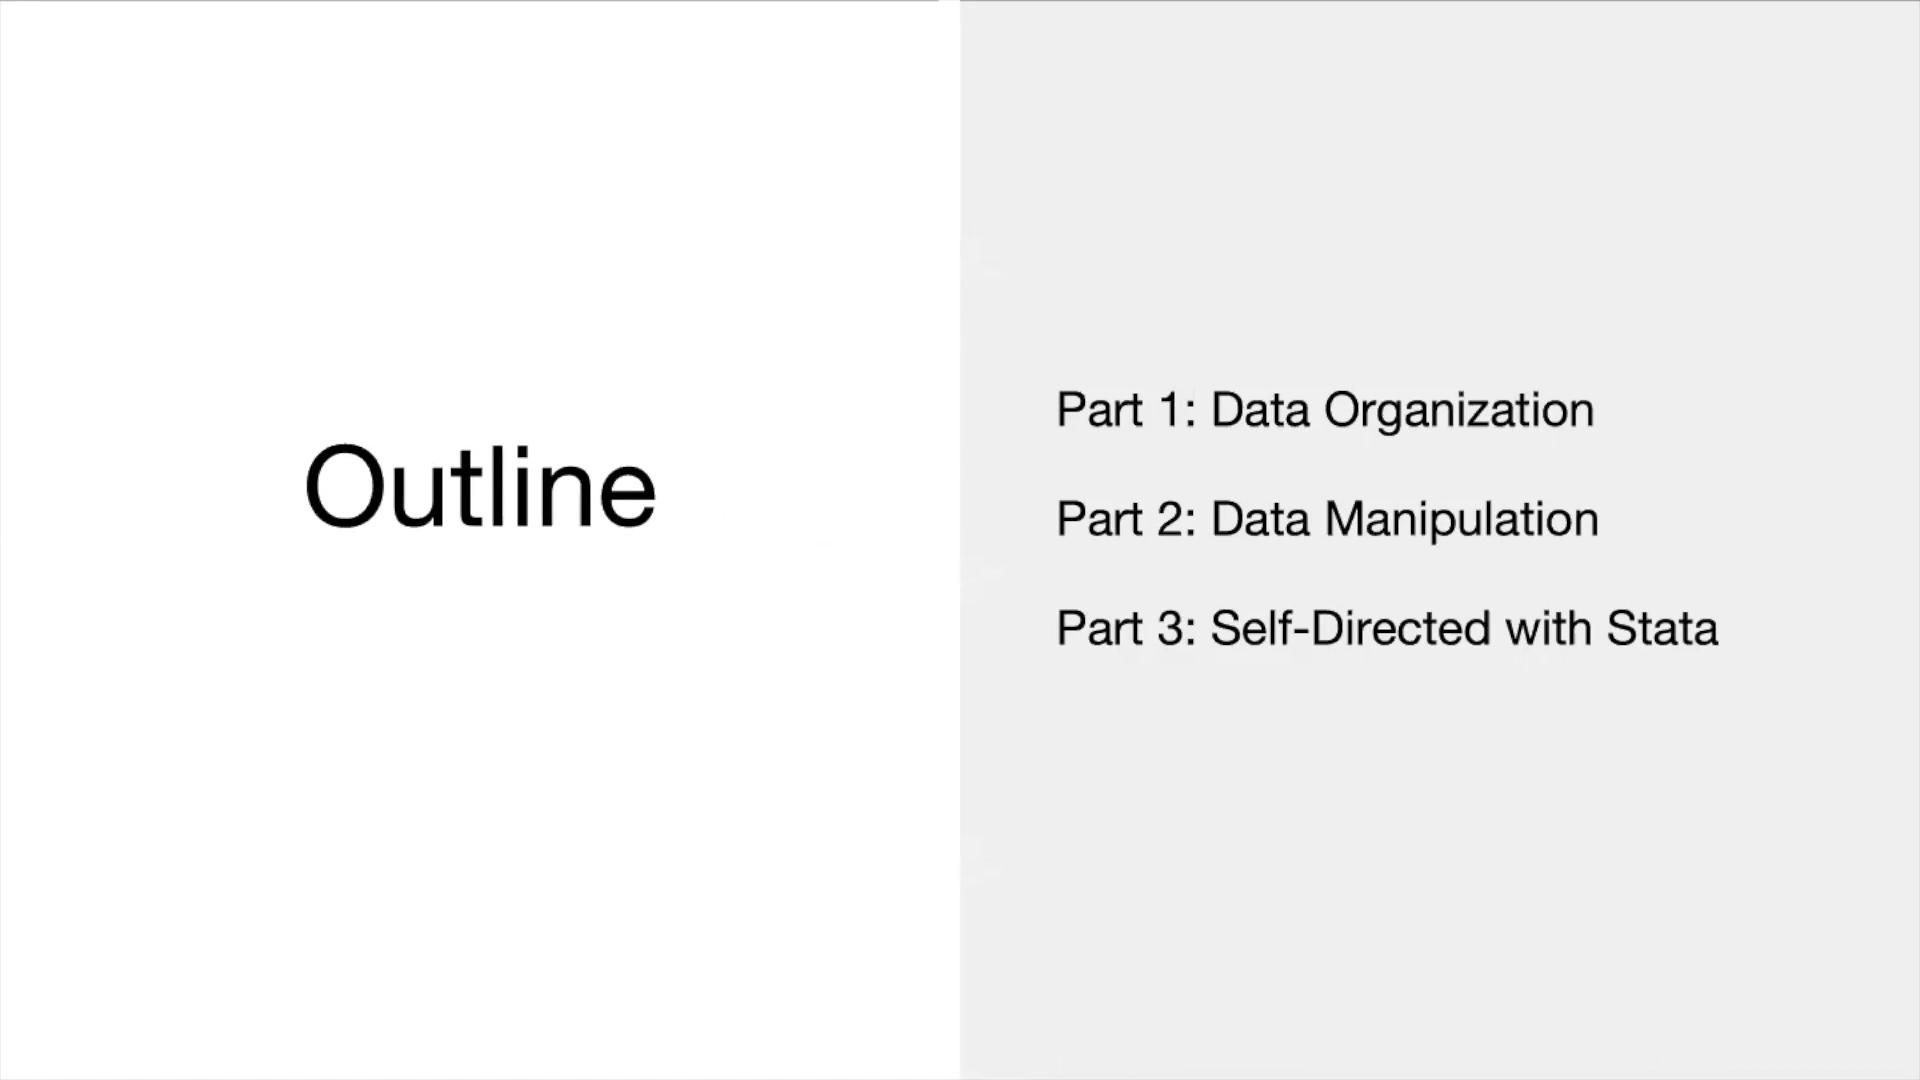 Outline
Part 1: Data Organization
Part 2: Data Manipulation
Part 3: Self-Directed with Stata